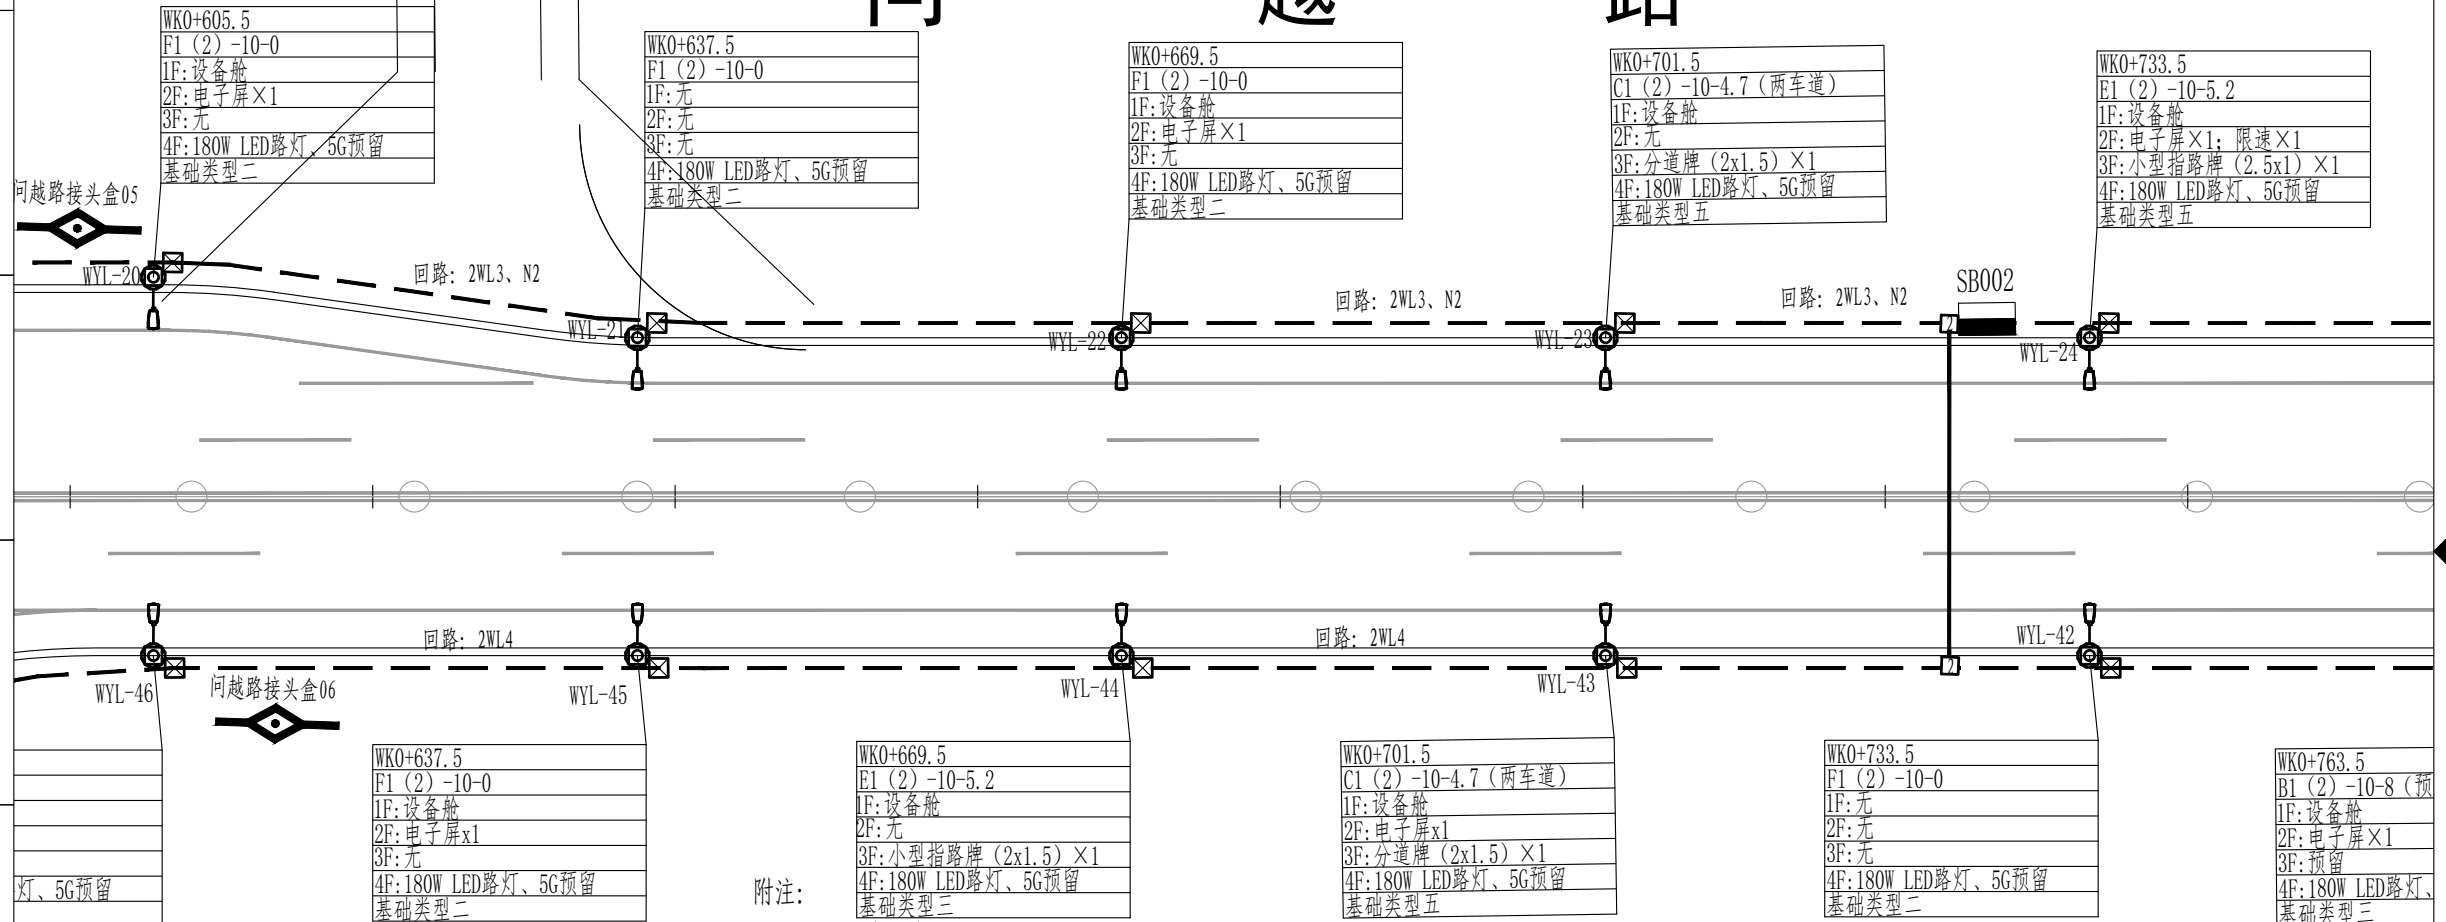 问 越 路
WK0+605.5
F1（2）-10-0
1F:设备舱
2F:电子屏×1
3F:无
4F:180W LED路灯、5G预留
基础类型二
WK0+637.5
F1（2）-10-0
1F:无
2F:无
3F:无
4F:180W LED路灯、5G预留
基础类型二
WK0+669.5
F1（2）-10-0
1F:设备舱
2F:电子屏×1
3F:无
4F:180W LED路灯、5G预留
基础类型二
WK0+701.5
C1（2）-10-4.7（两车道）
1F:设备舱
2F:无
3F:分道牌（2x1.5）×1
4F:180W LED路灯、5G预留
基础类型五
WK0+733.5
E1（2）-10-5.2
1F:设备舱
2F:电子屏×1; 限速×1
3F:小型指路牌（2.5x1）×1
4F:180W LED路灯、5G预留
基础类型五
问越路接头盒05
WYL-20
回路: 2WL3、N2
WYL-21
WYL-22
回路: 2WL3、N2
WYL-23
回路: 2WL3、N2
SB002
2
WYL-24
WYL-46
问越路接头盒06
回路: 2WL4
WYL-45
WYL-44
回路: 2WL4
WYL-43
2
WYL-42
灯、5G预留
WK0+637.5
F1（2）-10-0
1F:设备舱
2F:电子屏x1
3F:无
4F:180W LED路灯、5G预留
基础类型二
附注:
WK0+669.5
E1（2）-10-5.2
1F:设备舱
2F:无
3F:小型指路牌（2x1.5）×1
4F:180W LED路灯、5G预留
基础类型三
WK0+701.5
C1（2）-10-4.7（两车道）
1F:设备舱
2F:电子屏x1
3F:分道牌（2x1.5）×1
4F:180W LED路灯、5G预留
基础类型五
WK0+733.5
F1（2）-10-0
1F:无
2F:无
3F:无
4F:180W LED路灯、5G预留
基础类型二
WK0+763.5
B1（2）-10-8（预
1F:设备舱
2F:电子屏×1
3F:预留
4F:180W LED路灯、
基础类型三